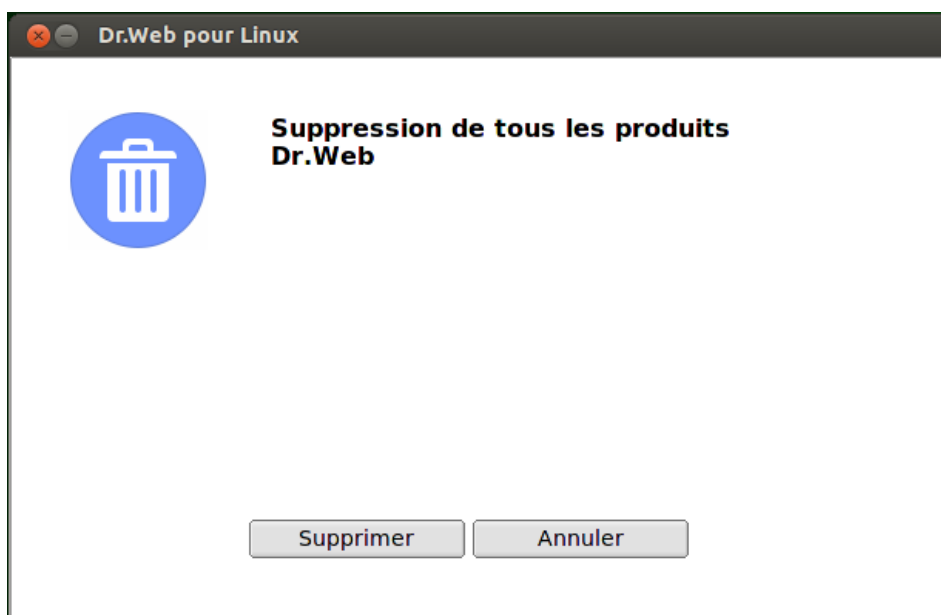 Dr.Web pour Linux
Suppression de tous les produits
Dr.Web
Supprimer
Annuler